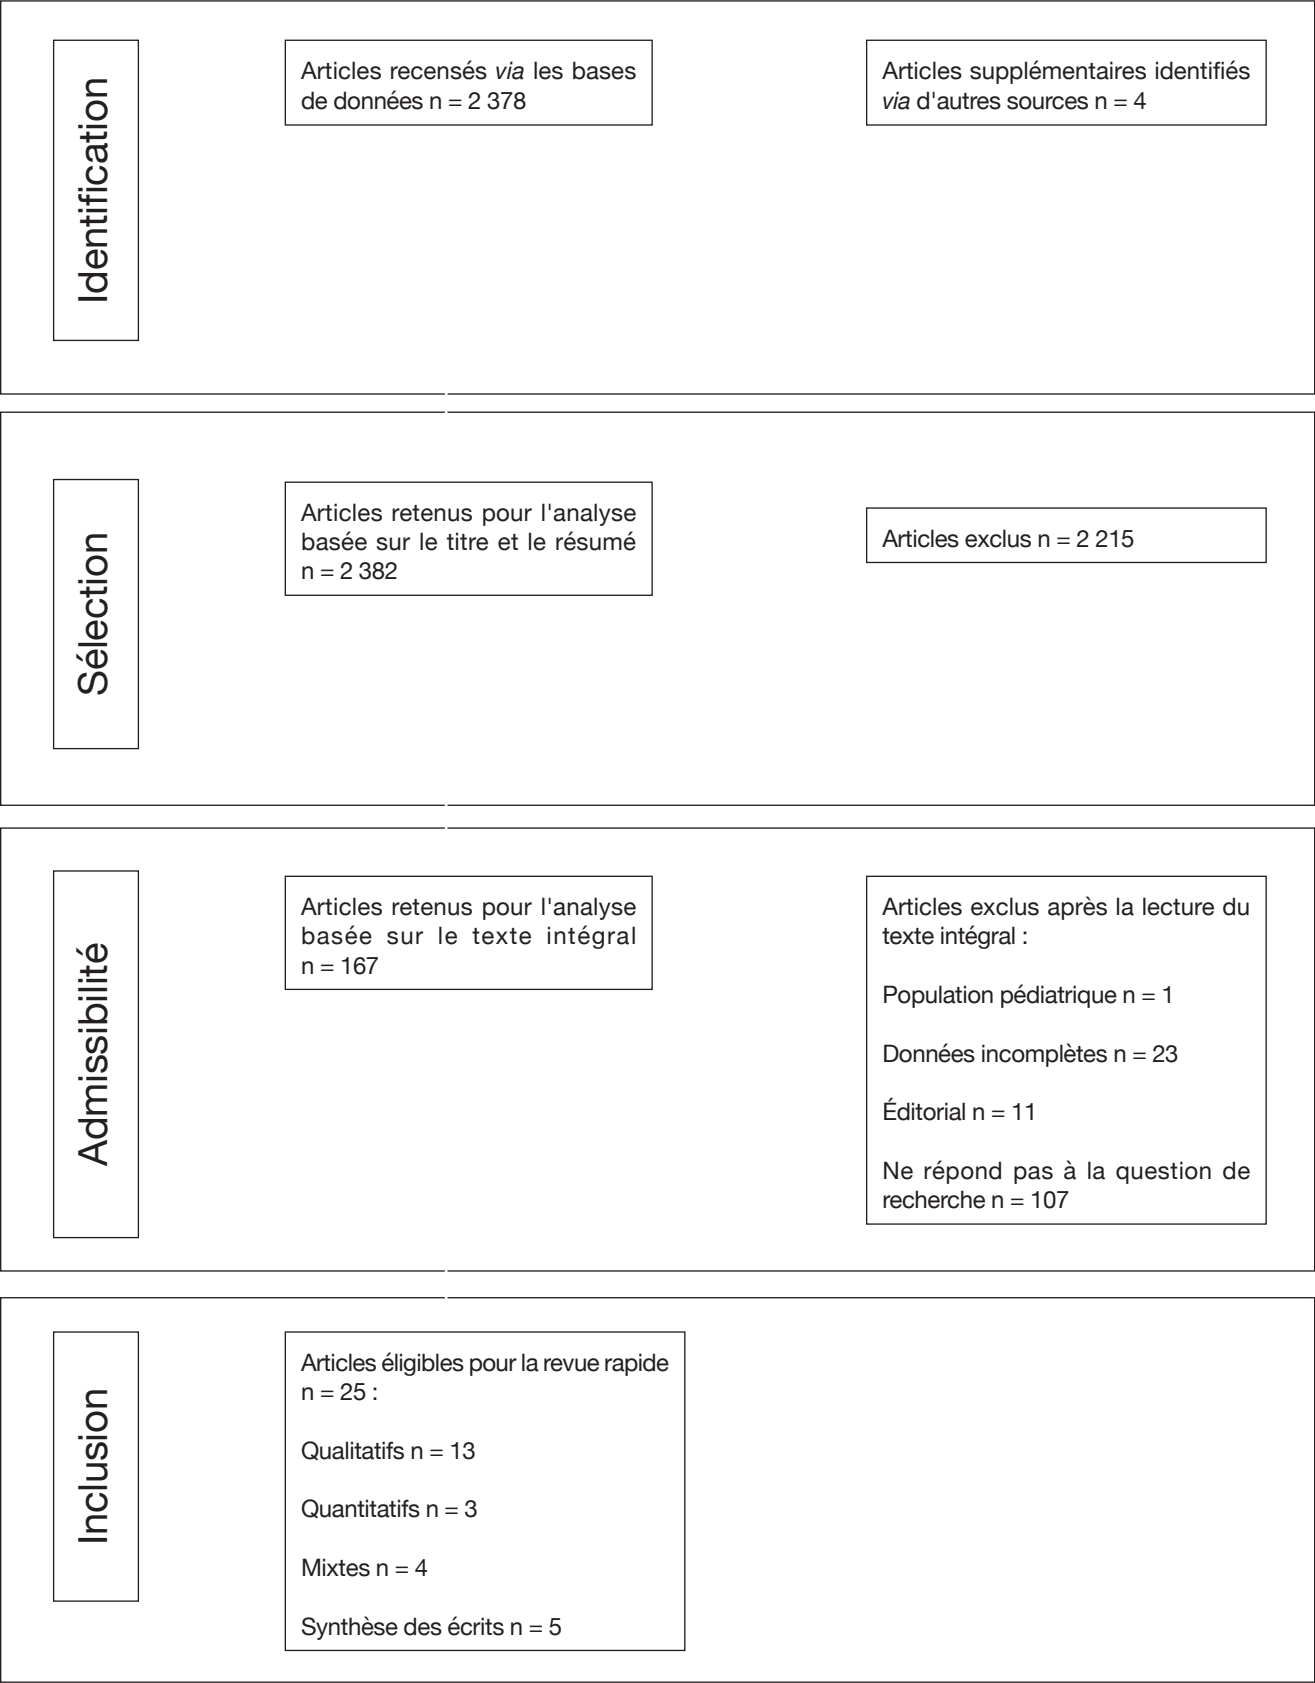 Identification
Articles recensés via les bases
de données n = 2 378
Articles supplémentaires identifiés
via d'autres sources n = 4
Sélection
Articles retenus pour l'analyse
basée sur le titre et le résumé
n = 2 382
Articles exclus n = 2 215
Admissibilité
Articles retenus pour l'analyse
basée sur le texte intégral
n = 167
Articles exclus après la lecture du
texte intégral :
Population pédiatrique n = 1
Données incomplètes n = 23
Éditorial n = 11
Ne répond pas à la question de
recherche n = 107
Inclusion
Articles éligibles pour la revue rapide
n = 25 :
Qualitatifs n = 13
Quantitatifs n = 3
Mixtes n = 4
Synthèse des écrits n = 5